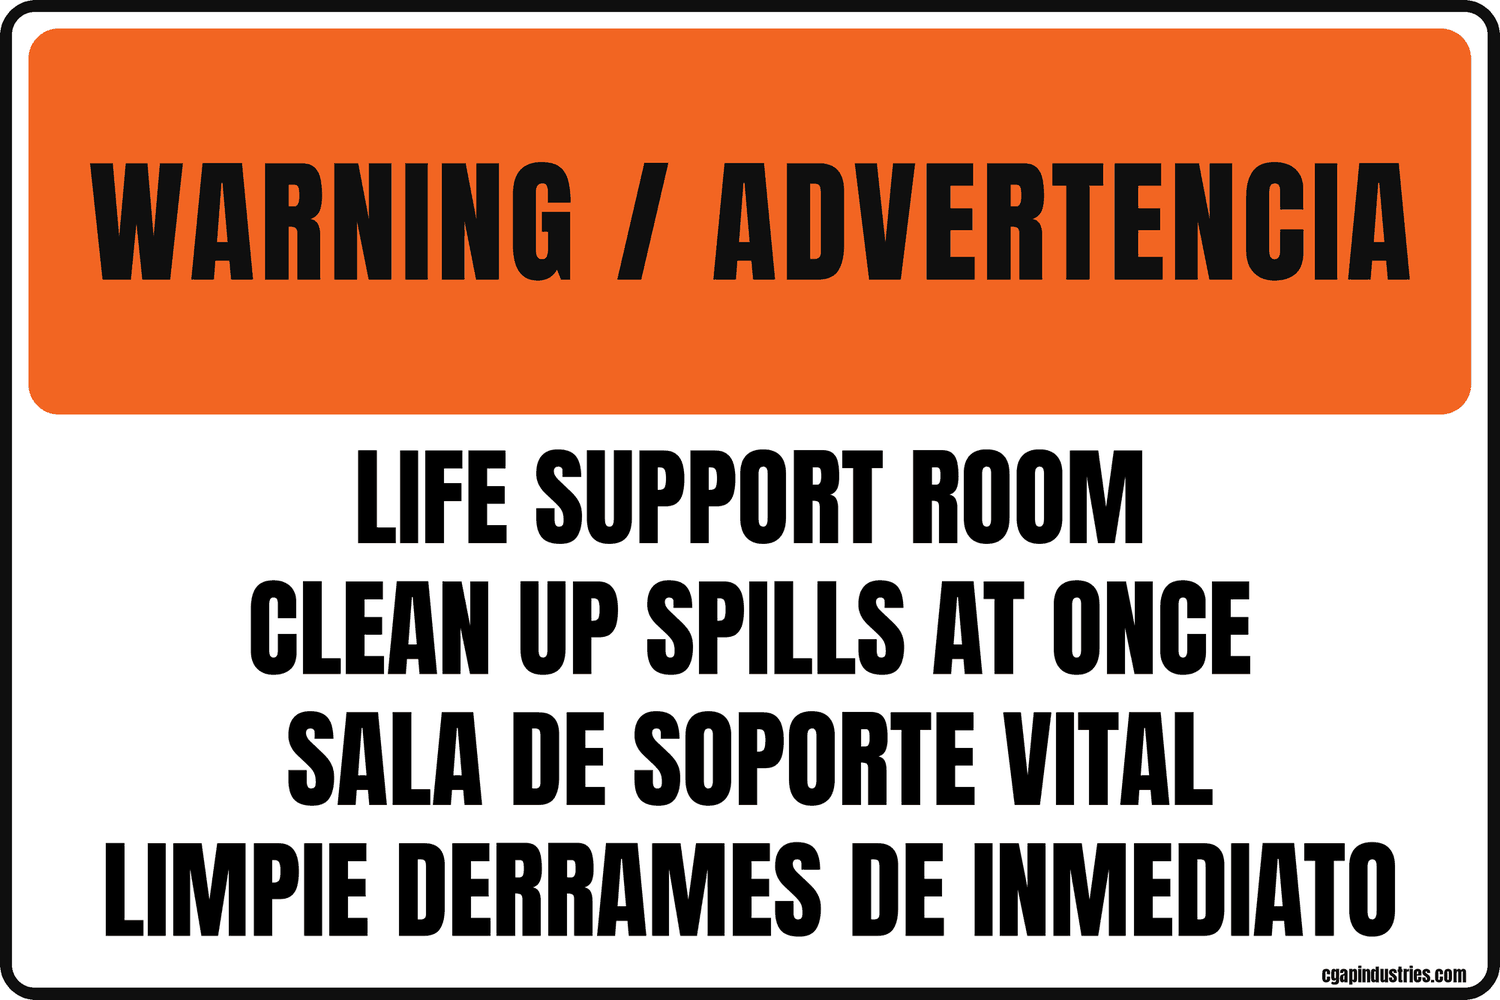 WARNING / ADVERTENCIA
LIFE SUPPORT ROOM
CLEAN UP SPILLS AT ONCE
SALA DE SOPORTE VITAL
LIMPIE DERRAMES DE INMEDIATO
cgapindustries.com